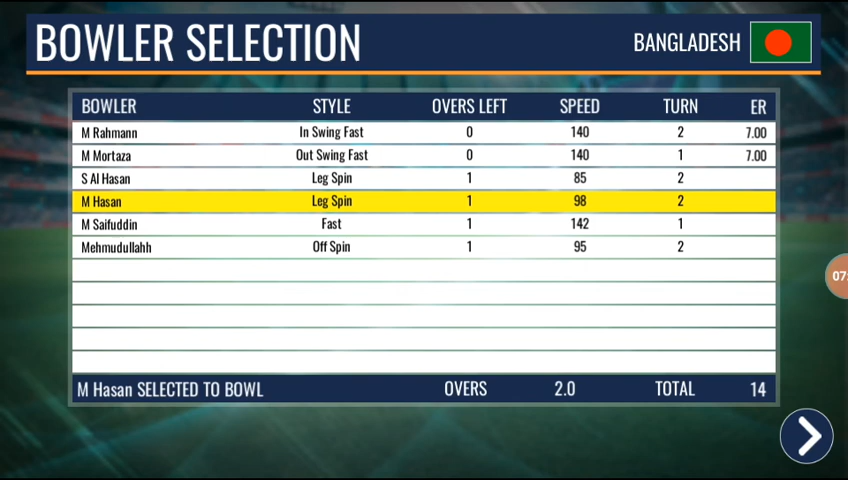 BOWLER SELECTION
BANGLADESH
BOWLER STYLE OVERS LEFT SPEED TURN ER
M Rahmann In Swing Fast 0 140 2 7.00
M Mortaza Out Swing Fast 0 140 1 7.00
S Al Hasan Leg Spin 1 85 2
M Hasan Leg Spin 1 98 2
M Saifuddin Fast 1 142 1
Mehmudullahh Off Spin 1 95 2
07
M Hasan SELECTED TO BOWL OVERS 2.0 TOTAL 14